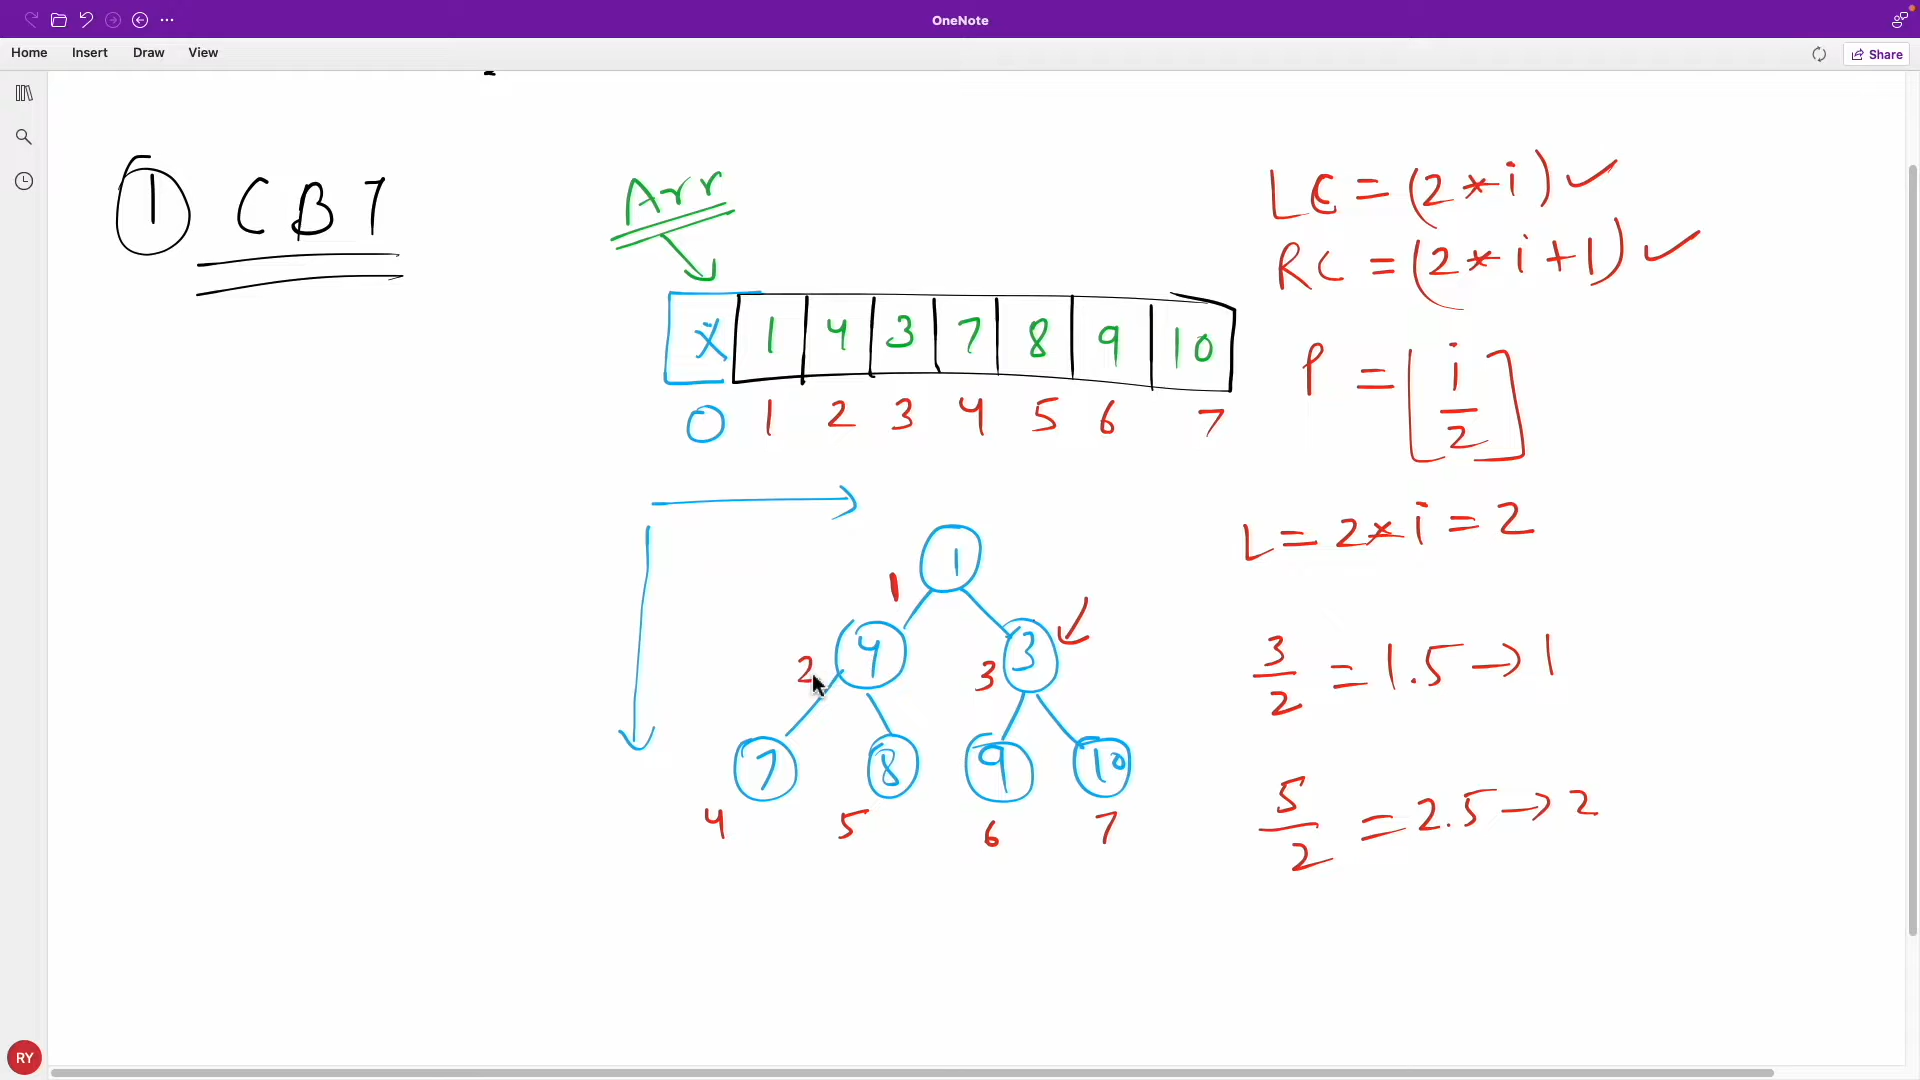 OneNote
Home Insert Draw View
Share
1 CBT
Arr
X 1 4 3 7 8 9 10
0 1 2 3 4 5 6 7
LC = (2 * i) ✓
RC = (2 * i + 1) ✓
P = [i/2]
L = 2 * i = 2
3/2 = 1.5 → 1
5/2 = 2.5 → 2
1
1
4 3
2 3
7 8 9 10
4 5 6 7
RY